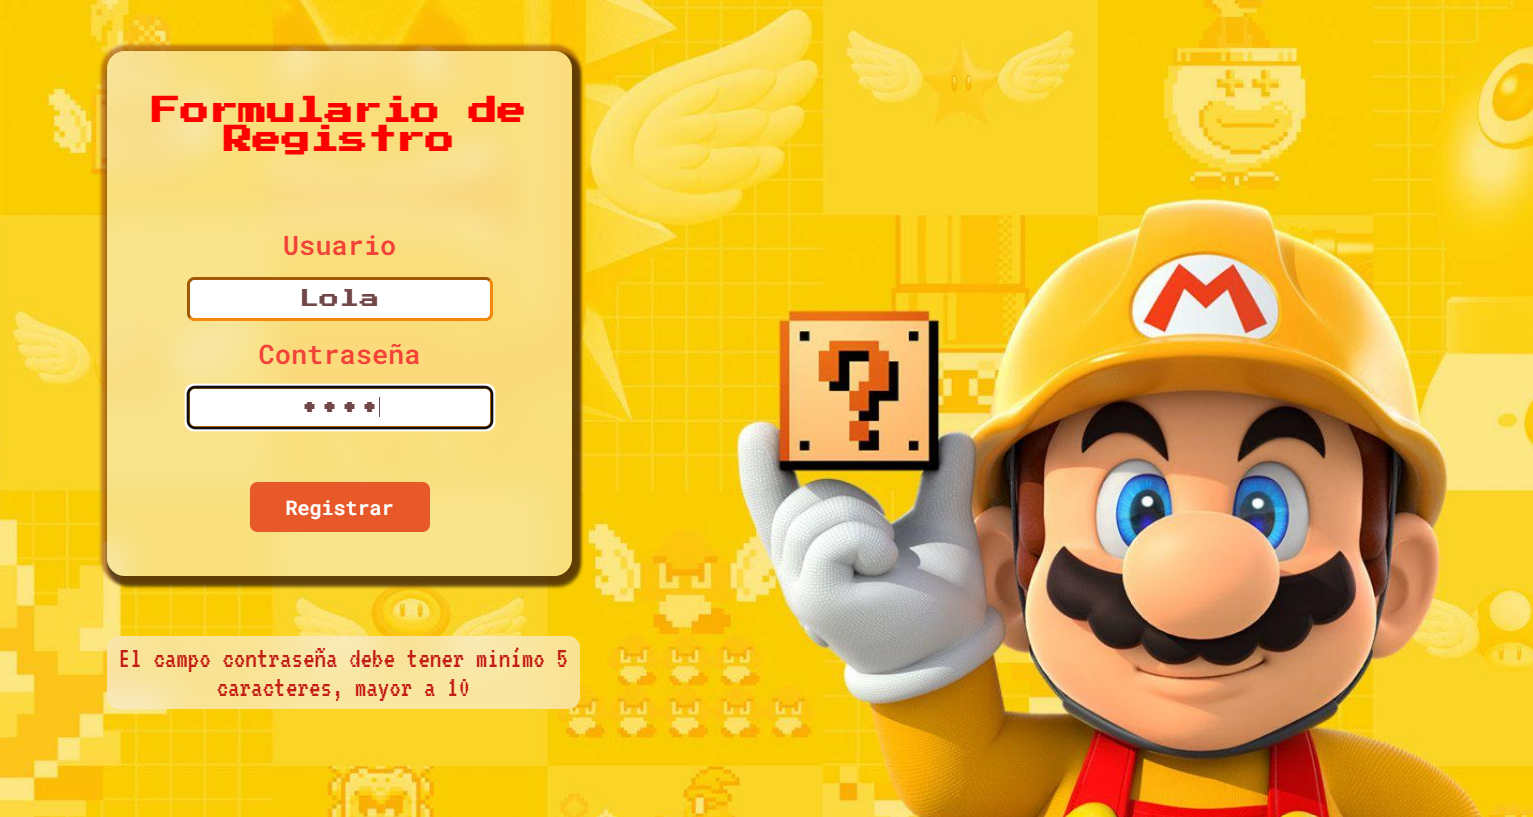 Formulario de
Registro
Usuario
Lola
Contraseña
••••
Registrar
El campo contraseña debe tener minímo 5
caracteres, mayor a 10
?
M